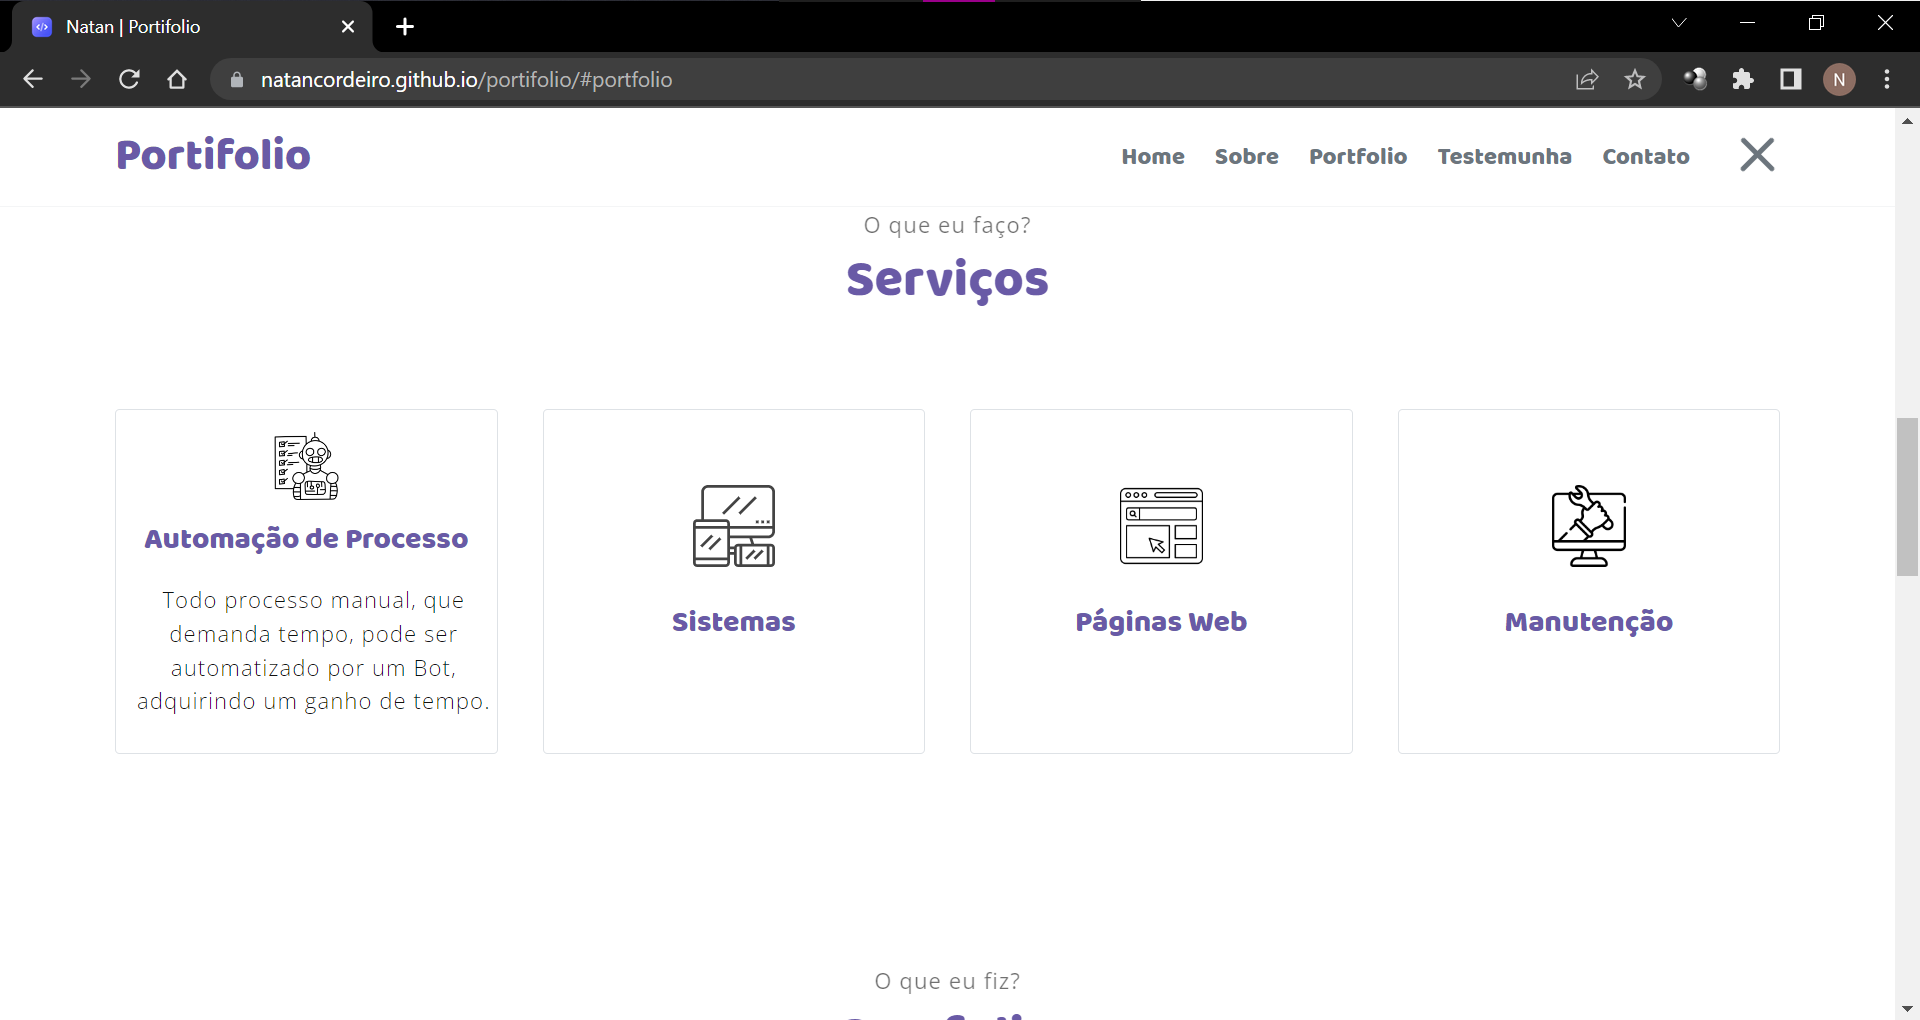 Natan | Portifolio
natancordeiro.github.io/portifolio/#portfolio
N
Portifolio
Home Sobre Portfolio Testemunha Contato
O que eu faço?
Serviços
Automação de Processo
Todo processo manual, que
demanda tempo, pode ser
automatizado por um Bot,
adquirindo um ganho de tempo.
Sistemas
Páginas Web
Manutenção
O que eu fiz?